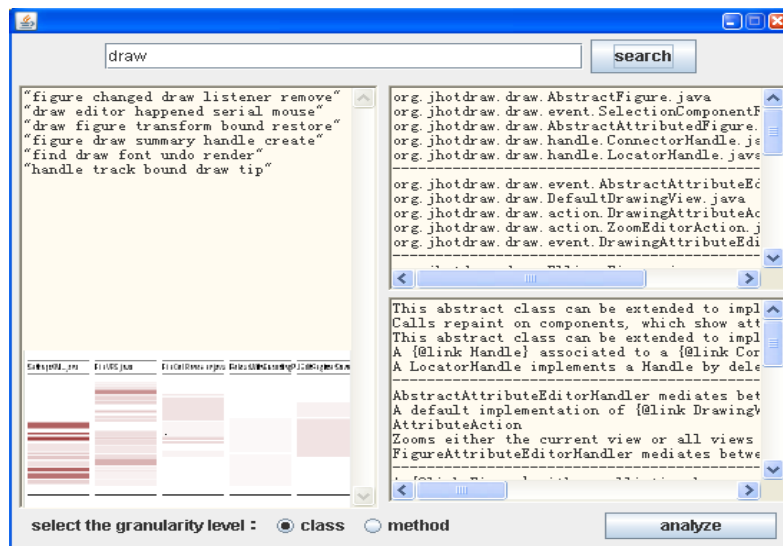 draw
search
"figure changed draw listener remove"
"draw editor happened serial mouse"
"draw figure transform bound restore"
"figure draw summary handle create"
"find draw font undo render"
"handle track bound draw tip"
org.jhotdraw.draw.AbstractFigure.java
org.jhotdraw.draw.event.SelectionComponentR
org.jhotdraw.draw.AbstractAttributedFigure.
org.jhotdraw.draw.handle.ConnectorHandle.ja
org.jhotdraw.draw.handle.LocatorHandle.java
org.jhotdraw.draw.event.AbstractAttributeEd
org.jhotdraw.draw.DefaultDrawingView.java
org.jhotdraw.draw.action.DrawingAttributeAc
org.jhotdraw.draw.action.ZoomEditorAction.j
org.jhotdraw.draw.event.DrawingAttributeEdi
This abstract class can be extended to impl
Calls repaint on components, which show att
This abstract class can be extended to impl
A {@link Handle} associated to a {@link Con
A LocatorHandle implements a Handle by dele
AbstractAttributeEditorHandler mediates bet
A default implementation of {@link DrawingV
AttributeAction
Zooms either the current view or all views
FigureAttributeEditorHandler mediates betwe
select the granularity level : class method
analyze